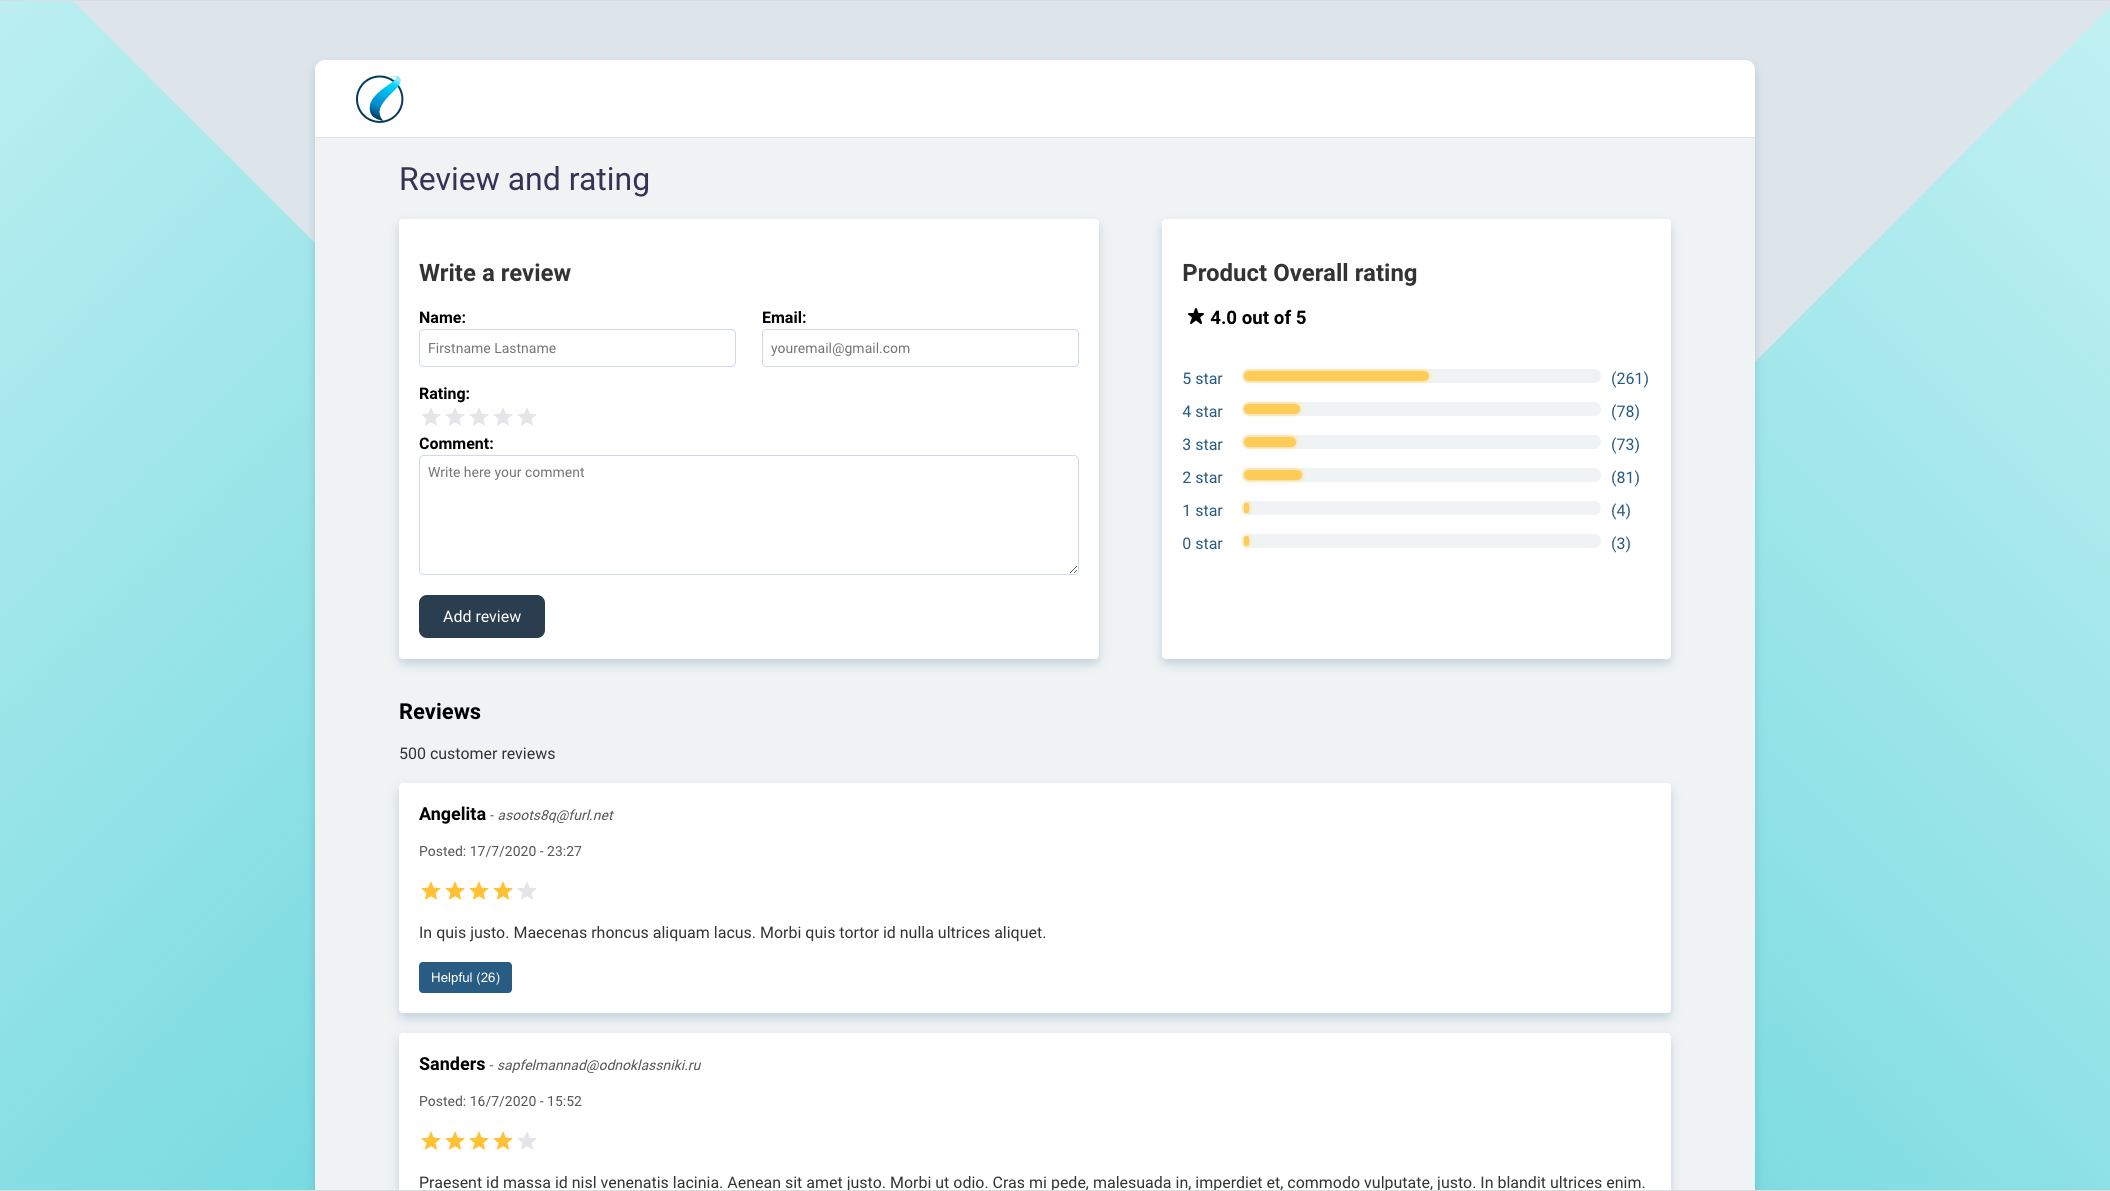 Review and rating
Write a review
Name:
Email:
Firstname Lastname
youremail@gmail.com
Rating:
Comment:
Write here your comment
Add review
Product Overall rating
4.0 out of 5
5 star (261)
4 star (78)
3 star (73)
2 star (81)
1 star (4)
0 star (3)
Reviews
500 customer reviews
Angelita - asoots8q@furl.net
Posted: 17/7/2020 - 23:27
In quis justo. Maecenas rhoncus aliquam lacus. Morbi quis tortor id nulla ultrices aliquet.
Helpful (26)
Sanders - sapfelmannad@odnoklassniki.ru
Posted: 16/7/2020 - 15:52
Praesent id massa id nisl venenatis lacinia. Aenean sit amet justo. Morbi ut odio. Cras mi pede, malesuada in, imperdiet et, commodo vulputate, justo. In blandit ultrices enim.